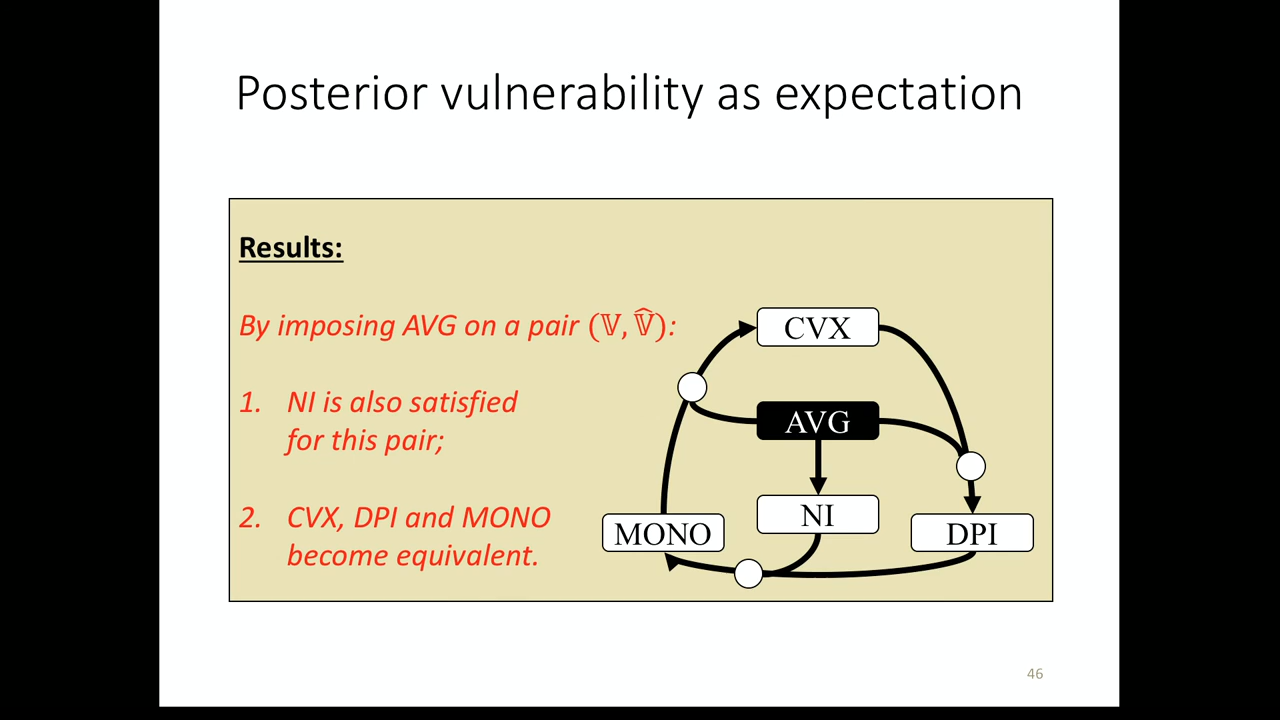 Posterior vulnerability as expectation
Results:
By imposing AVG on a pair (𝕍, 𝕍̂):
1. NI is also satisfied
for this pair;
2. CVX, DPI and MONO
become equivalent.
CVX
AVG
NI
MONO
DPI
46